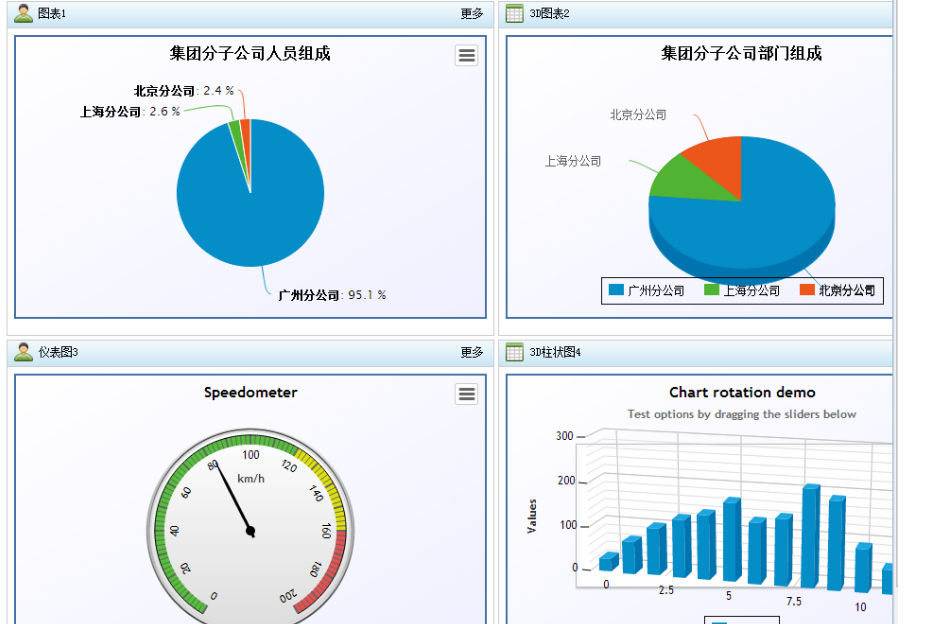 图表1 更多
集团分子公司人员组成
北京分公司: 2.4 %
上海分公司: 2.6 %
广州分公司: 95.1 %
3D图表2
集团分子公司部门组成
北京分公司
上海分公司
广州分公司 上海分公司 北京分公司
仪表图3 更多
Speedometer
0 20 40 60 80 100 120 140 160 180 200
km/h
3D柱状图4
Chart rotation demo
Test options by dragging the sliders below
Values
300
200
100
0
0 2.5 5 7.5 10